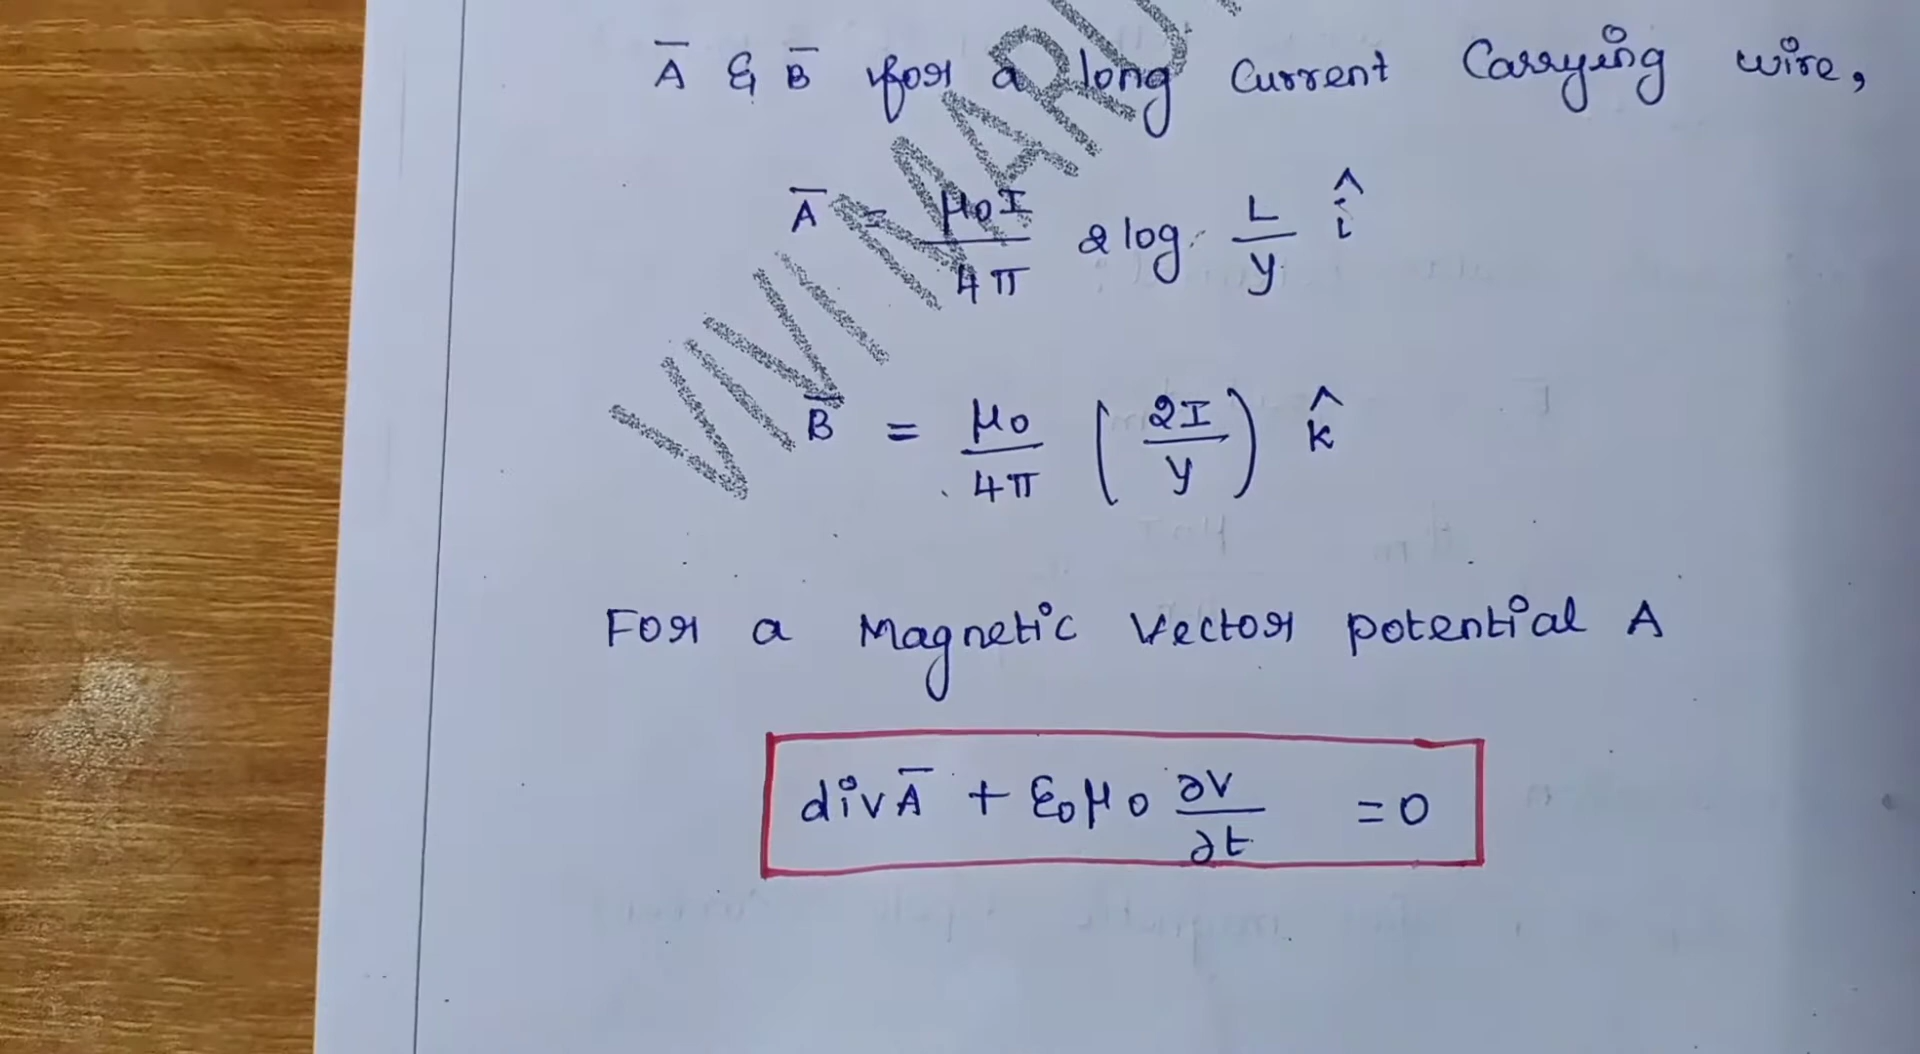 A̅ & B̅ for a long current carrying wire,
A̅ = μ₀I/4π 2 log L/y î
B̅ = μ₀/4π (2I/y) k̂
For a Magnetic Vector potential A
div A̅ + ε₀μ₀ ∂V/∂t = 0